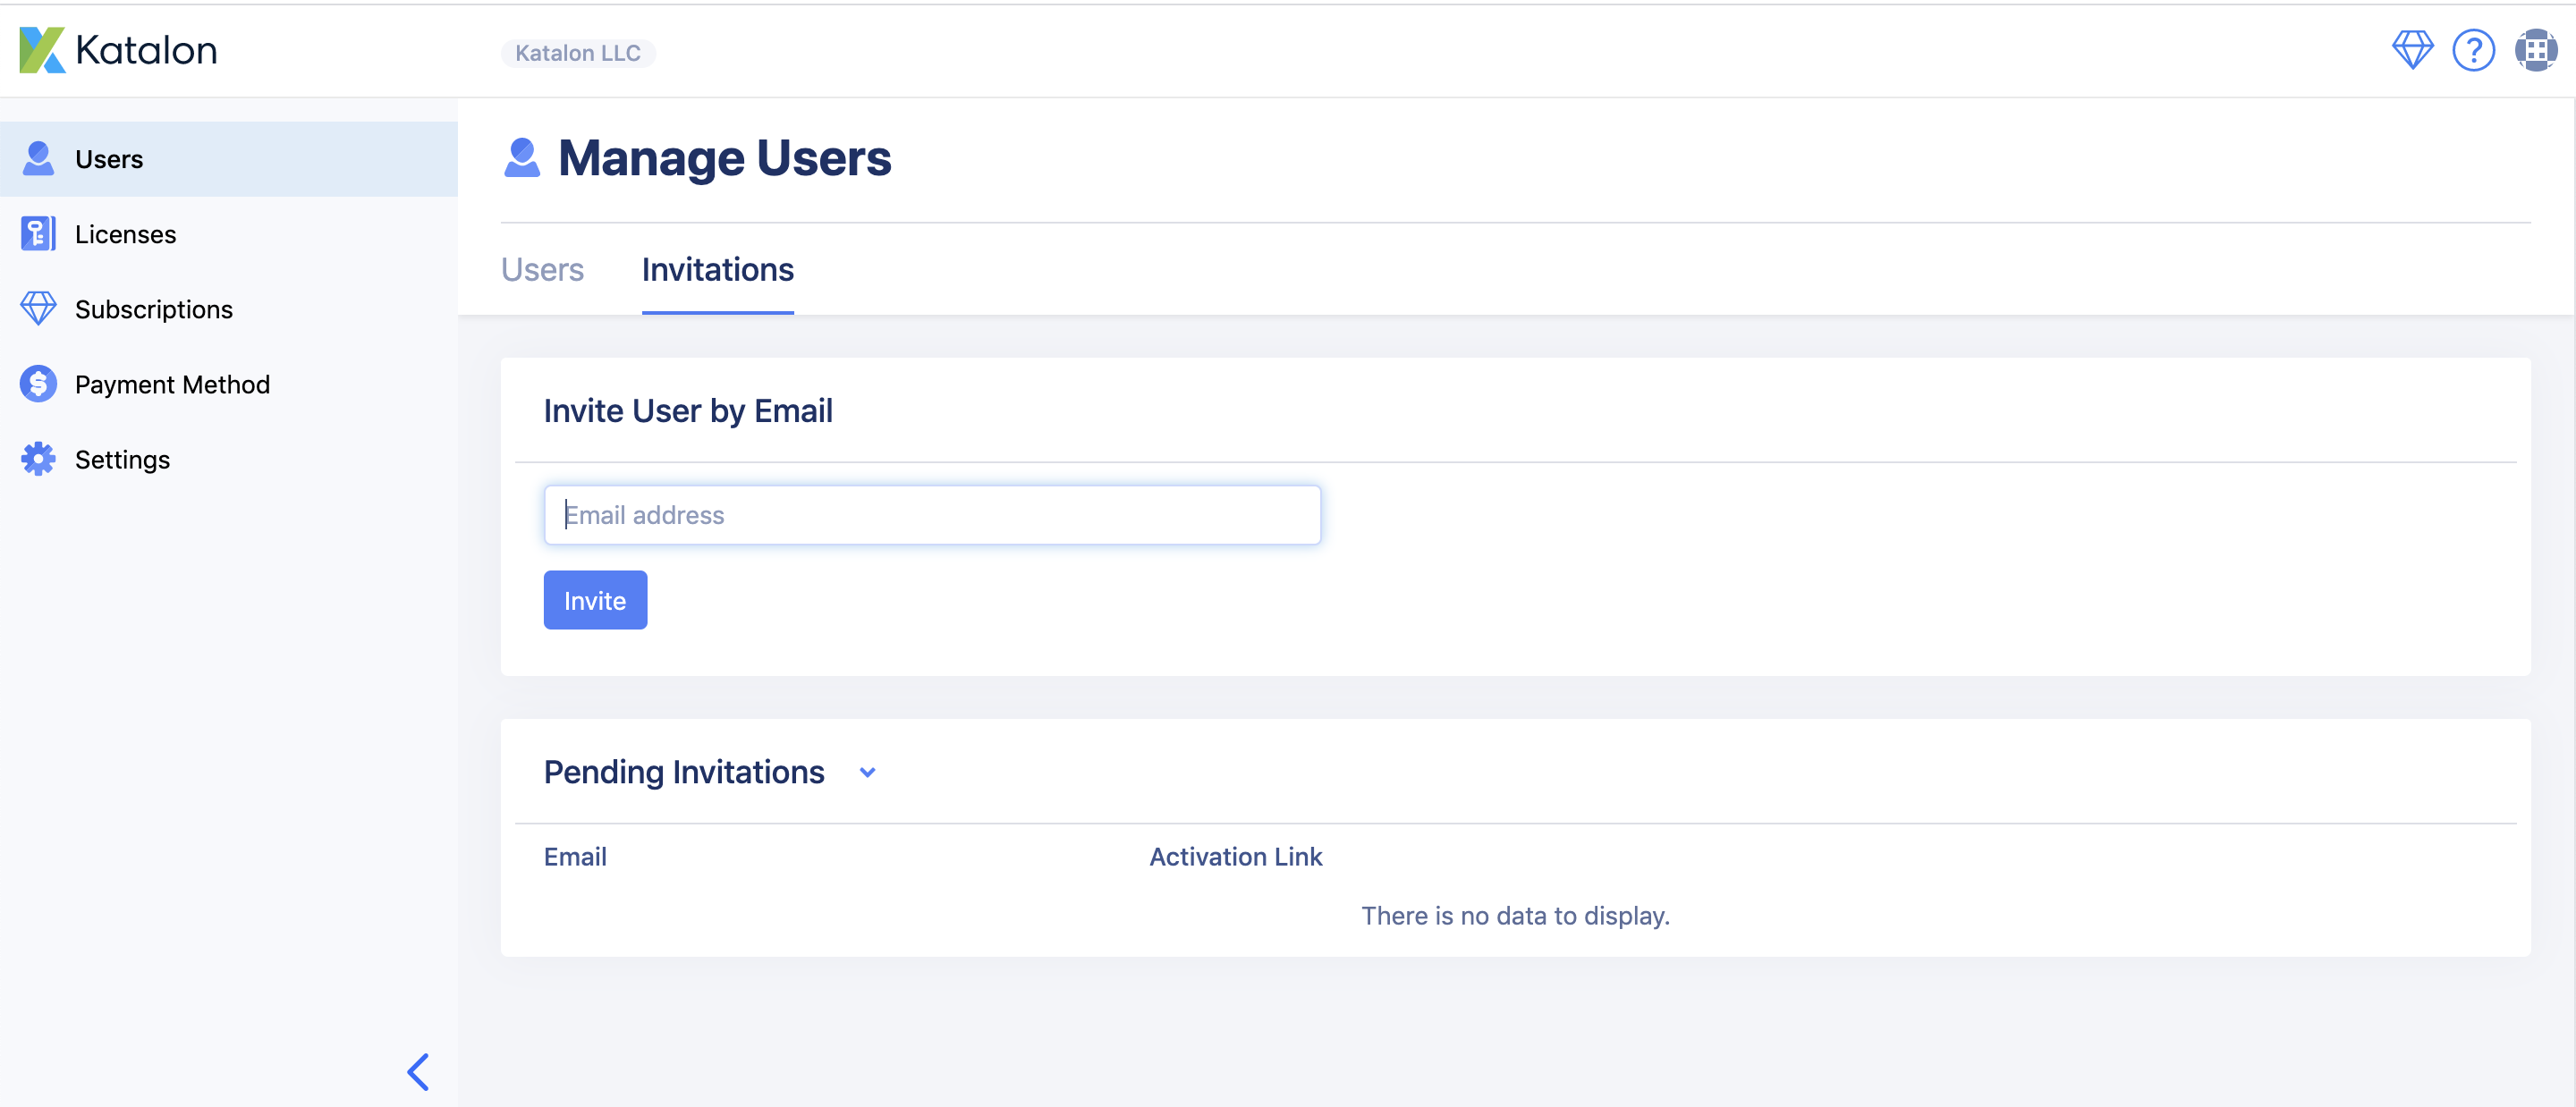 Katalon
Katalon LLC
?
Users
Licenses
Subscriptions
Payment Method
Settings
Manage Users
Users
Invitations
Invite User by Email
Email address
Invite
Pending Invitations
Email
Activation Link
There is no data to display.